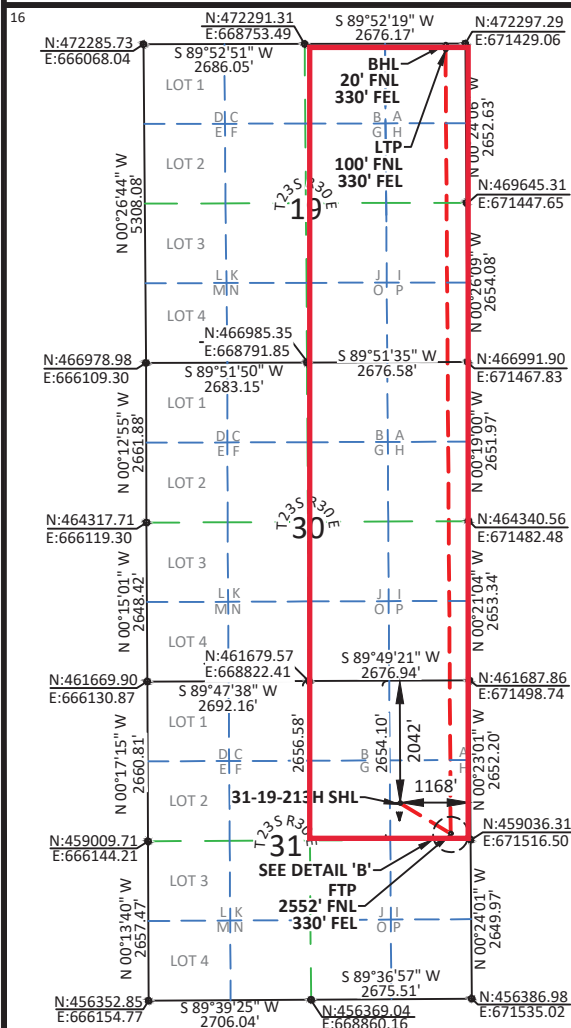 16
N:472291.31
E:668753.49
S 89°52'19" W
2676.17'
N:472297.29
E:671429.06
N:472285.73
E:666068.04
S 89°52'51" W
2686.05'
BHL
20' FNL
330' FEL
LTP
100' FNL
330' FEL
LOT 1
D C
E F
B A
G H
N 00°24'06" W
2652.63'
LOT 2
N 00°26'44" W
5308.08'
T 23S R30 E
19
N:469645.31
E:671447.65
LOT 3
L K
M N
J I
O P
N 00°26'09" W
2654.08'
LOT 4
N:466985.35
E:668791.85
N:466978.98
E:666109.30
S 89°51'50" W
2683.15'
S 89°51'35" W
2676.58'
N:466991.90
E:671467.83
LOT 1
D C
E F
B A
G H
N 00°12'55" W
2661.88'
N 00°19'00" W
2651.97'
LOT 2
N:464317.71
E:666119.30
T 23S R30 E
30
N:464340.56
E:671482.48
LOT 3
L K
M N
J I
O P
N 00°15'01" W
2648.42'
N 00°21'04" W
2653.34'
LOT 4
N:461679.57
E:668822.41
N:461669.90
E:666130.87
S 89°47'38" W
2692.16'
S 89°49'21" W
2676.94'
N:461687.86
E:671498.74
LOT 1
D C
E F
B
G
A
H
N 00°17'15" W
2660.81'
2656.58'
2654.10'
2042'
N 00°23'01" W
2652.20'
LOT 2
31-19-213H SHL
1168'
N:459009.71
E:666144.21
T 23S R30 E
31
N:459036.31
E:671516.50
SEE DETAIL 'B'
FTP
2552' FNL
330' FEL
LOT 3
L K
M N
J I
O P
N 00°13'40" W
2657.47'
N 00°24'01" W
2649.97'
LOT 4
N:456352.85
E:666154.77
S 89°39'25" W
2706.04'
N:456369.04
E:668860.16
S 89°36'57" W
2675.51'
N:456386.98
E:671535.02